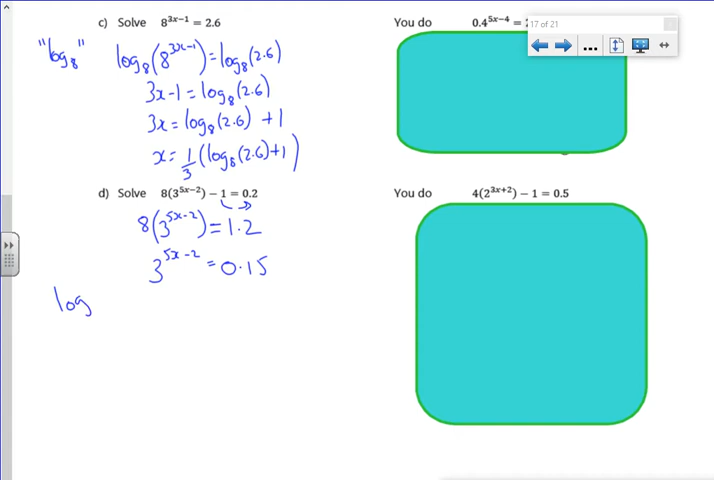 c) Solve 8^{3x−1} = 2.6
"log₈" log₈(8^{3x-1}) = log₈(2.6)
3x-1 = log₈(2.6)
3x = log₈(2.6) + 1
x = 1/3 (log₈(2.6)+1)
d) Solve 8(3^{5x−2}) − 1 = 0.2
8(3^{5x-2}) = 1.2
3^{5x-2} = 0.15
log
You do 0.4^{5x−4} =
17 of 21
...
You do 4(2^{3x+2}) − 1 = 0.5